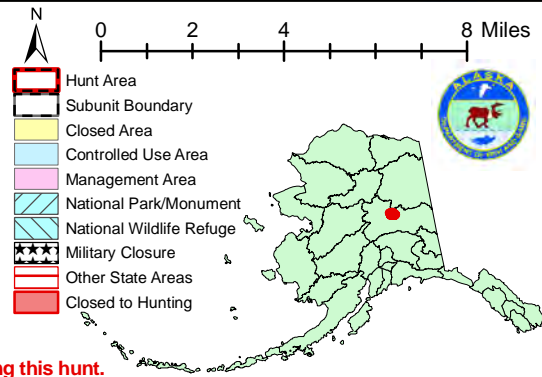 N
0 2 4 8 Miles
Hunt Area
Subunit Boundary
Closed Area
Controlled Use Area
Management Area
National Park/Monument
National Wildlife Refuge
Military Closure
Other State Areas
Closed to Hunting
ALASKA
ng this hunt.